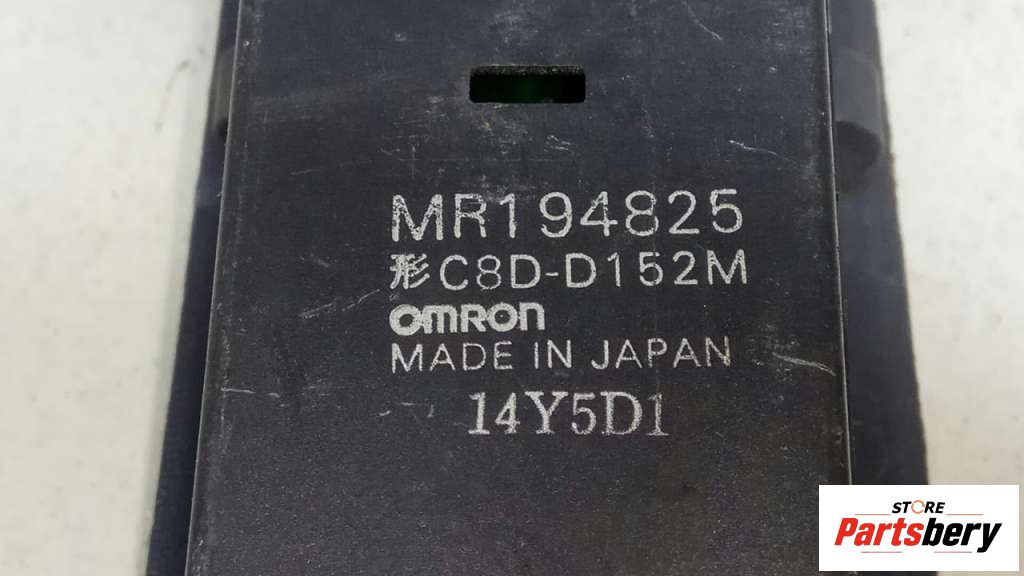 MR194825
形C8D-D152M
OMRON
MADE IN JAPAN
14Y5D1
STORE
Partsbery